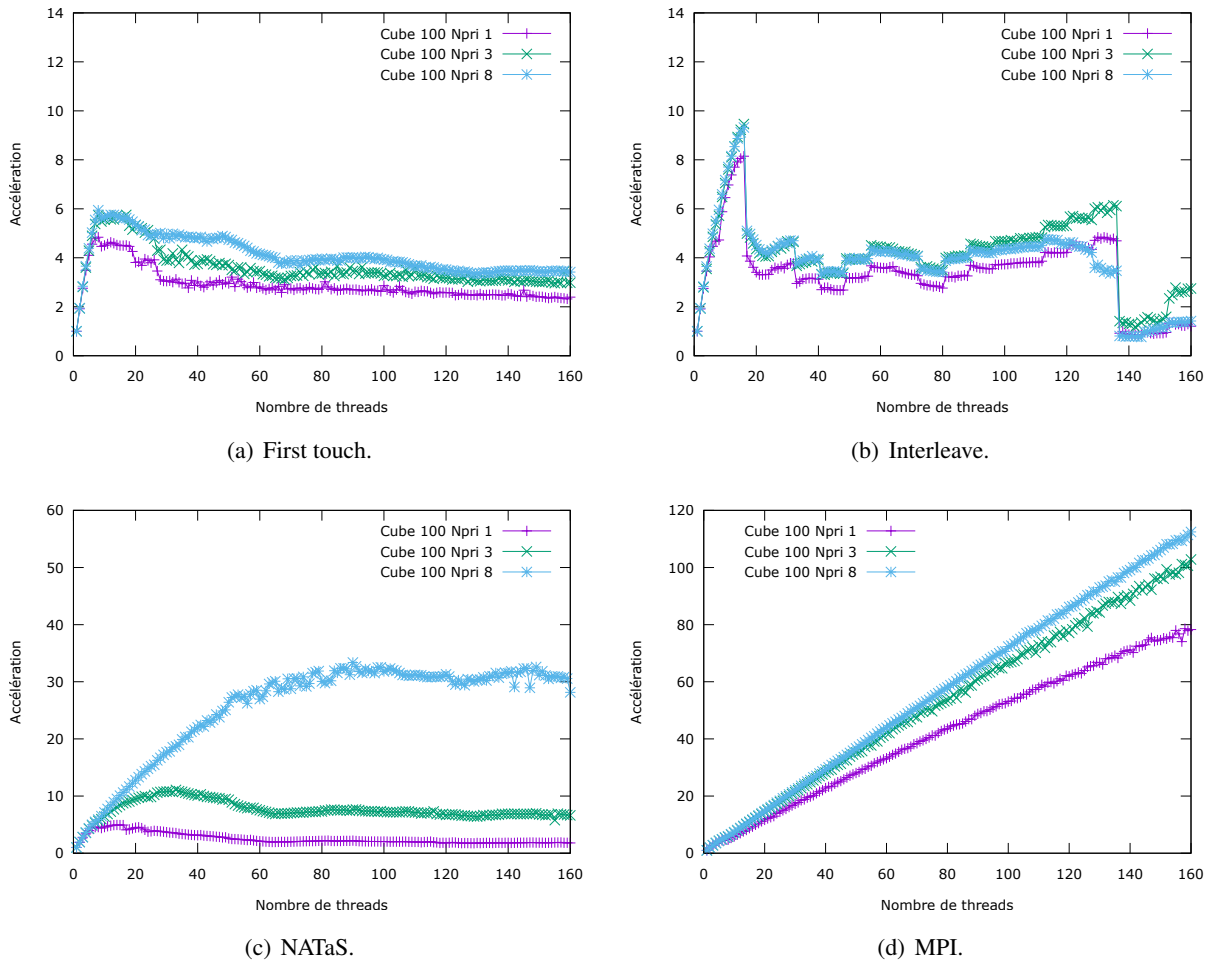 14
12
10
8
6
4
2
0
0 20 40 60 80 100 120 140 160
Accélération
Nombre de threads
Cube 100 Npri 1
Cube 100 Npri 3
Cube 100 Npri 8
(a) First touch.
14
12
10
8
6
4
2
0
0 20 40 60 80 100 120 140 160
Accélération
Nombre de threads
Cube 100 Npri 1
Cube 100 Npri 3
Cube 100 Npri 8
(b) Interleave.
60
50
40
30
20
10
0
0 20 40 60 80 100 120 140 160
Accélération
Nombre de threads
Cube 100 Npri 1
Cube 100 Npri 3
Cube 100 Npri 8
(c) NATaS.
120
100
80
60
40
20
0
0 20 40 60 80 100 120 140 160
Accélération
Nombre de threads
Cube 100 Npri 1
Cube 100 Npri 3
Cube 100 Npri 8
(d) MPI.